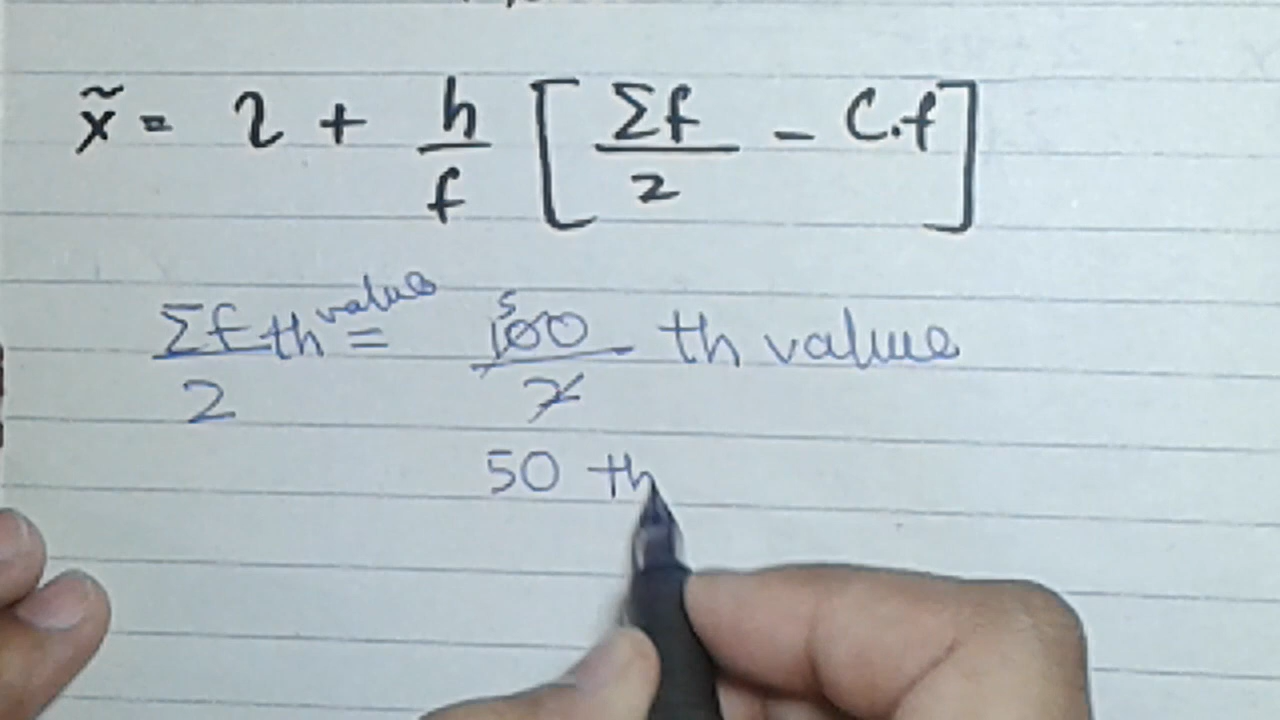 x̃ = l + h/f [ Σf/2 - C.f ]
Σf/2 th value = 100/2 th value
50 th